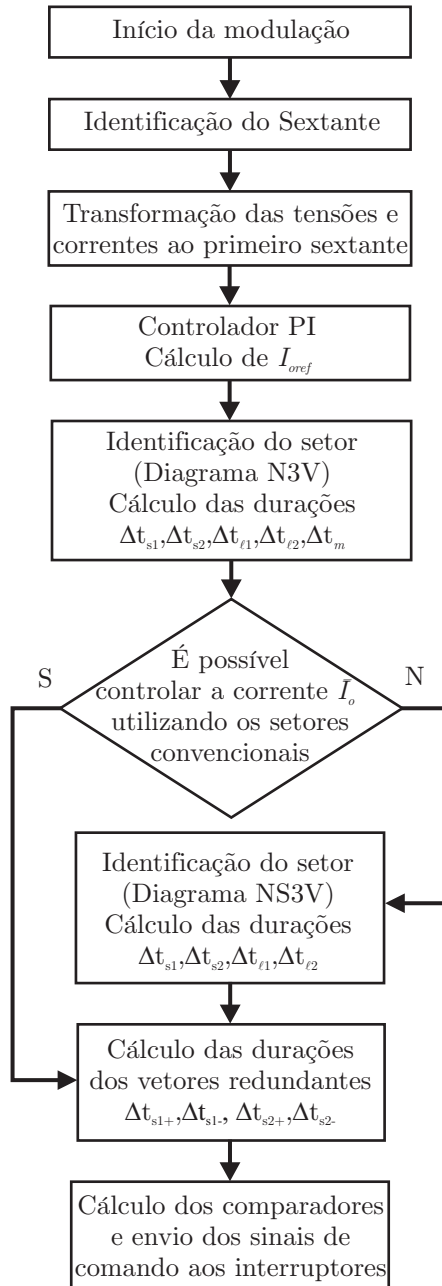 Início da modulação
Identificação do Sextante
Transformação das tensões e
correntes ao primeiro sextante
Controlador PI
Cálculo de I_oref
Identificação do setor
(Diagrama N3V)
Cálculo das durações
Δt_s1,Δt_s2,Δt_ℓ1,Δt_ℓ2,Δt_m
É possível
controlar a corrente Ī_o
utilizando os setores
convencionais
S
N
Identificação do setor
(Diagrama NS3V)
Cálculo das durações
Δt_s1,Δt_s2,Δt_ℓ1,Δt_ℓ2
Cálculo das durações
dos vetores redundantes
Δt_s1+,Δt_s1-, Δt_s2+,Δt_s2-
Cálculo dos comparadores
e envio dos sinais de
comando aos interruptores